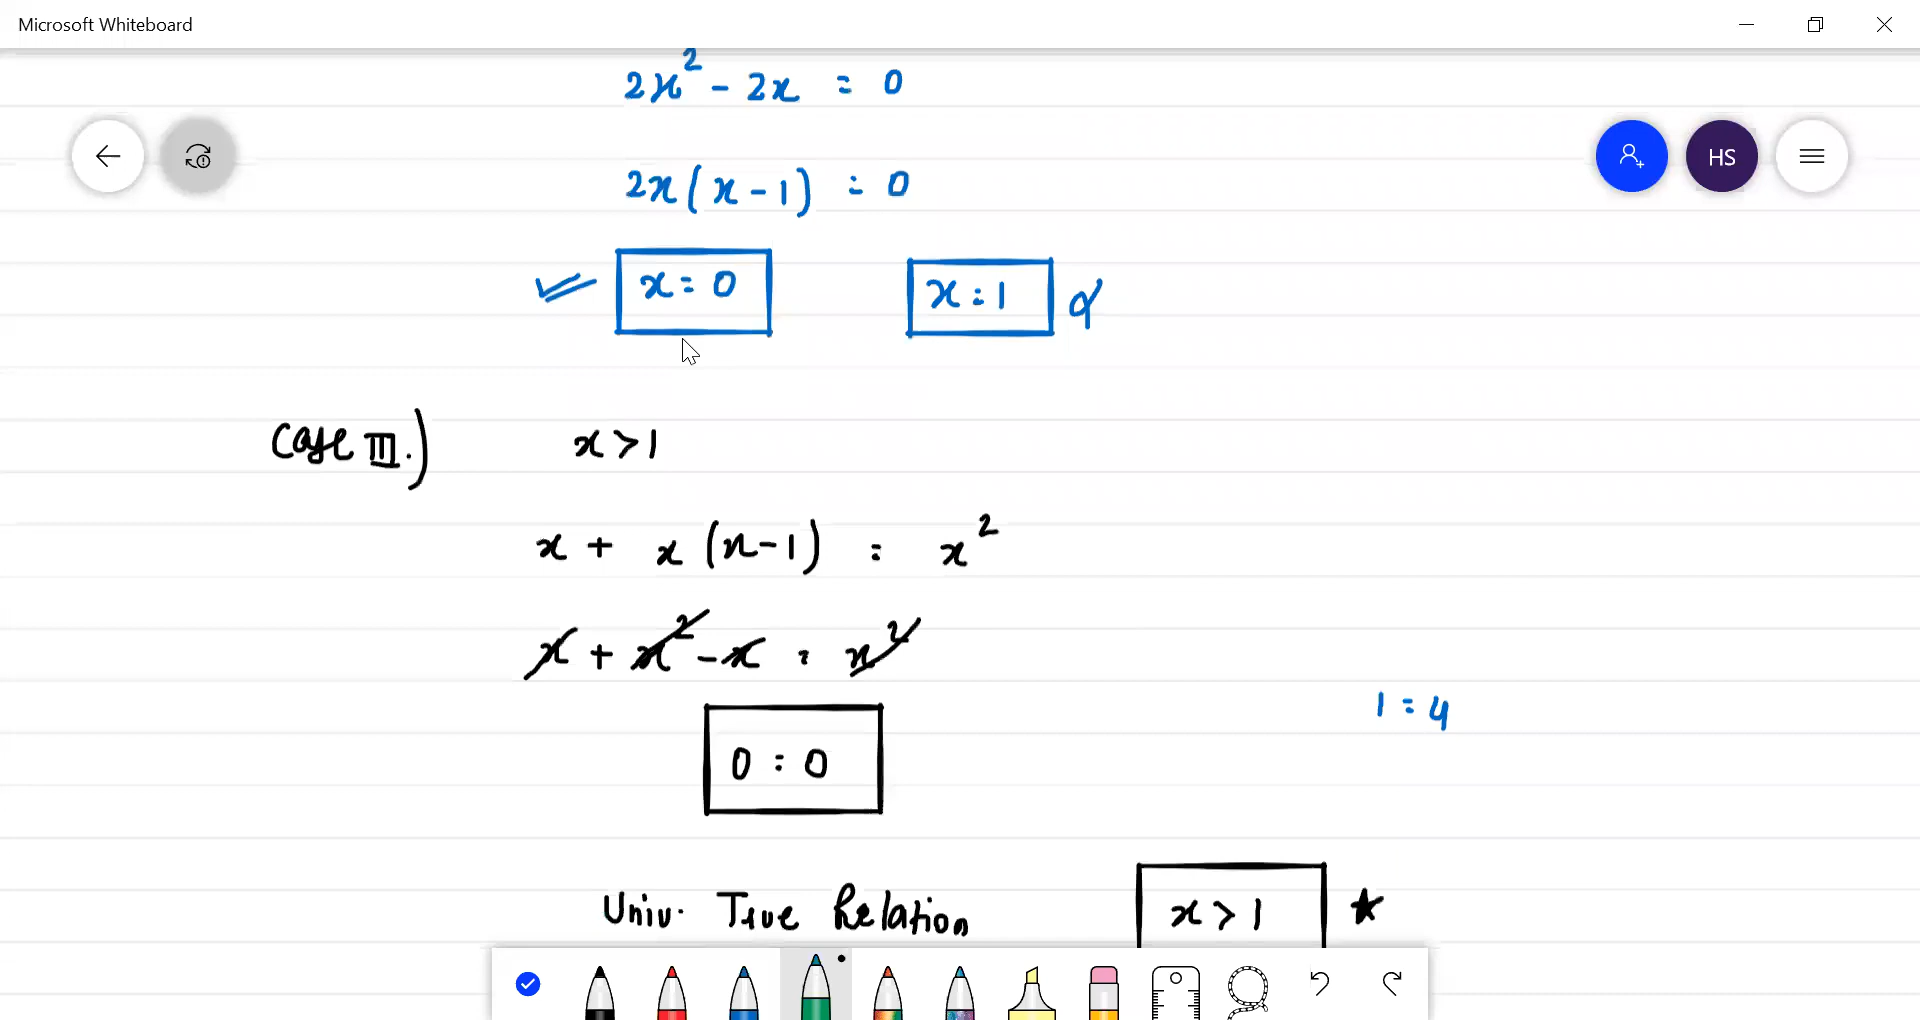 Microsoft Whiteboard
2x² - 2x = 0
2x(x-1) = 0
HS
x = 0 x = 1
Case III.) x > 1
x + x(x-1) = x²
x + x² - x = x²
1 = 4
0 = 0
Univ. True Relation x > 1